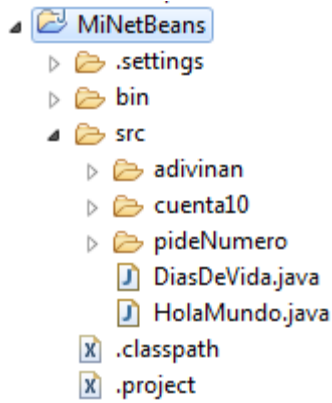 MiNetBeans
.settings
bin
src
adivinan
cuenta10
pideNumero
DiasDeVida.java
HolaMundo.java
.classpath
.project